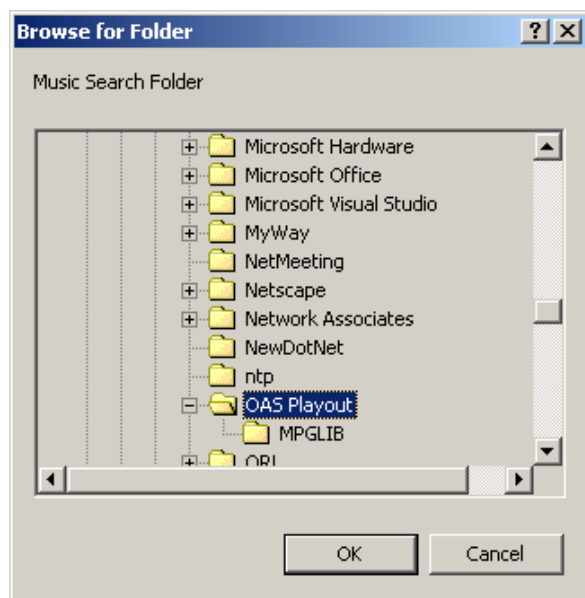 Browse for Folder
Music Search Folder
Microsoft Hardware
Microsoft Office
Microsoft Visual Studio
MyWay
NetMeeting
Netscape
Network Associates
NewDotNet
ntp
OAS Playout
MPGLIB
OK
Cancel